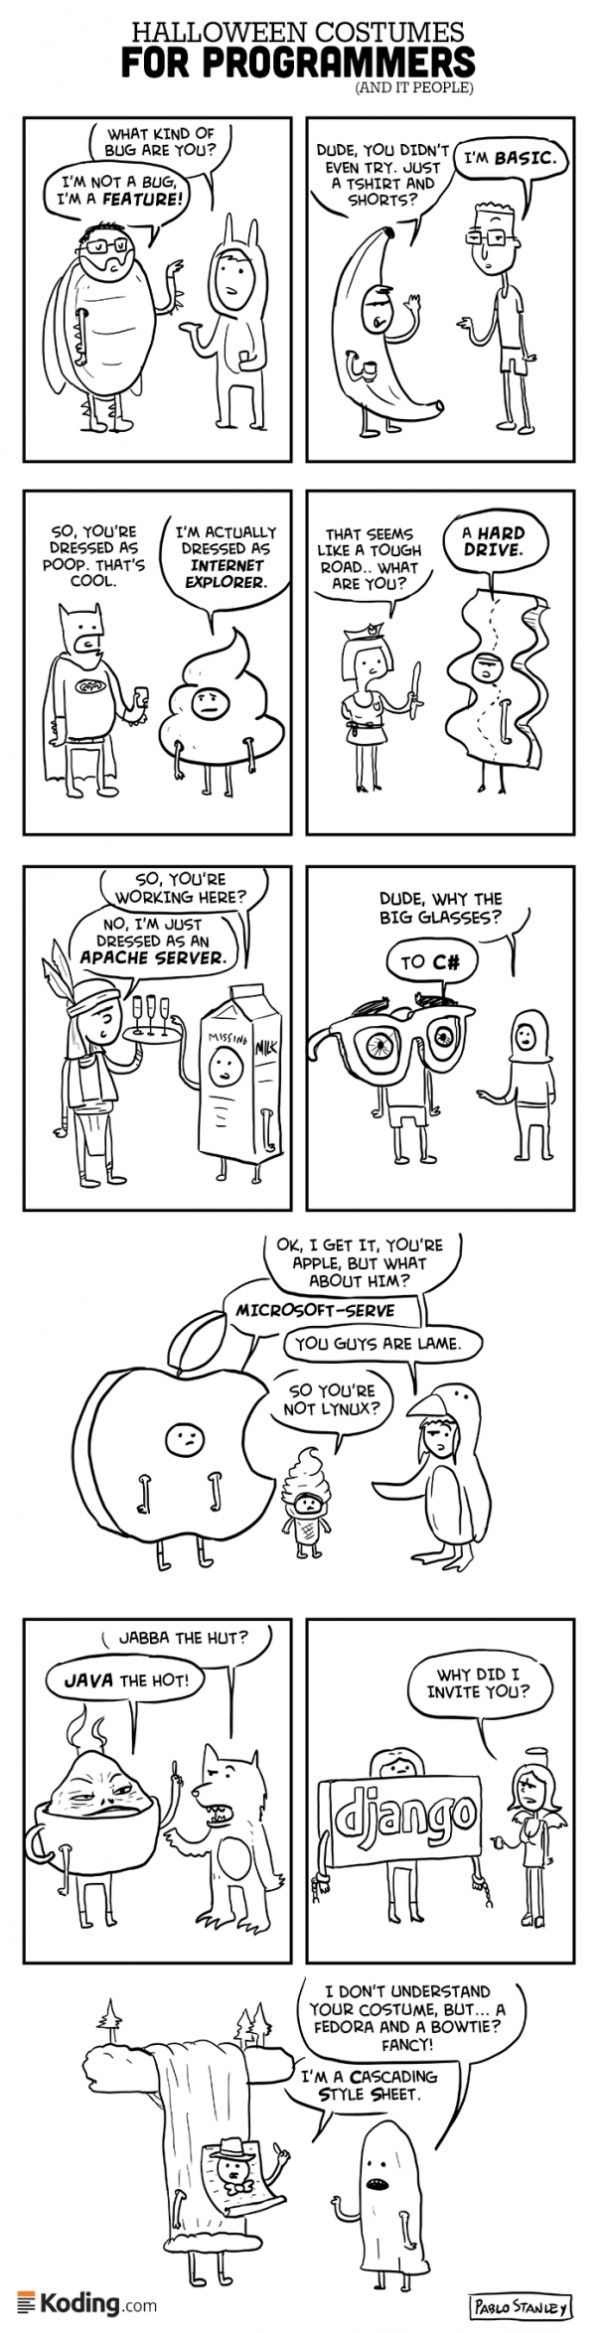 HALLOWEEN COSTUMES
FOR PROGRAMMERS
(AND IT PEOPLE)
WHAT KIND OF
BUG ARE YOU?
I'M NOT A BUG,
I'M A FEATURE!
DUDE, YOU DIDN'T
EVEN TRY. JUST
A TSHIRT AND
SHORTS?
I'M BASIC.
SO, YOU'RE
DRESSED AS
POOP. THAT'S
COOL.
I'M ACTUALLY
DRESSED AS
INTERNET
EXPLORER.
THAT SEEMS
LIKE A TOUGH
ROAD.. WHAT
ARE YOU?
A HARD
DRIVE.
SO, YOU'RE
WORKING HERE?
NO, I'M JUST
DRESSED AS AN
APACHE SERVER.
MISSING
MILK
DUDE, WHY THE
BIG GLASSES?
TO C#
OK, I GET IT, YOU'RE
APPLE, BUT WHAT
ABOUT HIM?
MICROSOFT-SERVE
YOU GUYS ARE LAME.
SO YOU'RE
NOT LYNUX?
JABBA THE HUT?
JAVA THE HOT!
WHY DID I
INVITE YOU?
django
I DON'T UNDERSTAND
YOUR COSTUME, BUT... A
FEDORA AND A BOWTIE?
FANCY!
I'M A CASCADING
STYLE SHEET.
Koding.com
PABLO STANLEY